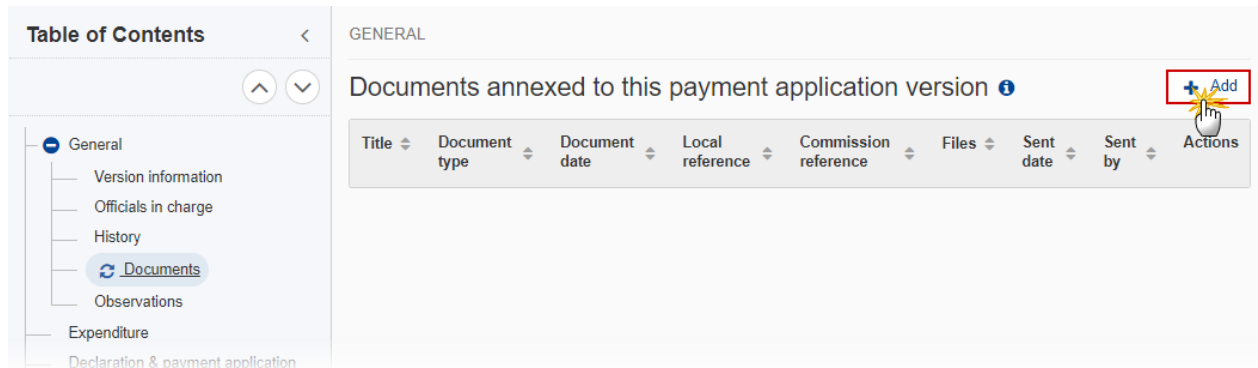 Table of Contents
General
Version information
Officials in charge
History
Documents
Observations
Expenditure
Declaration & payment application
GENERAL
Documents annexed to this payment application version
Add
Title
Document type
Document date
Local reference
Commission reference
Files
Sent date
Sent by
Actions